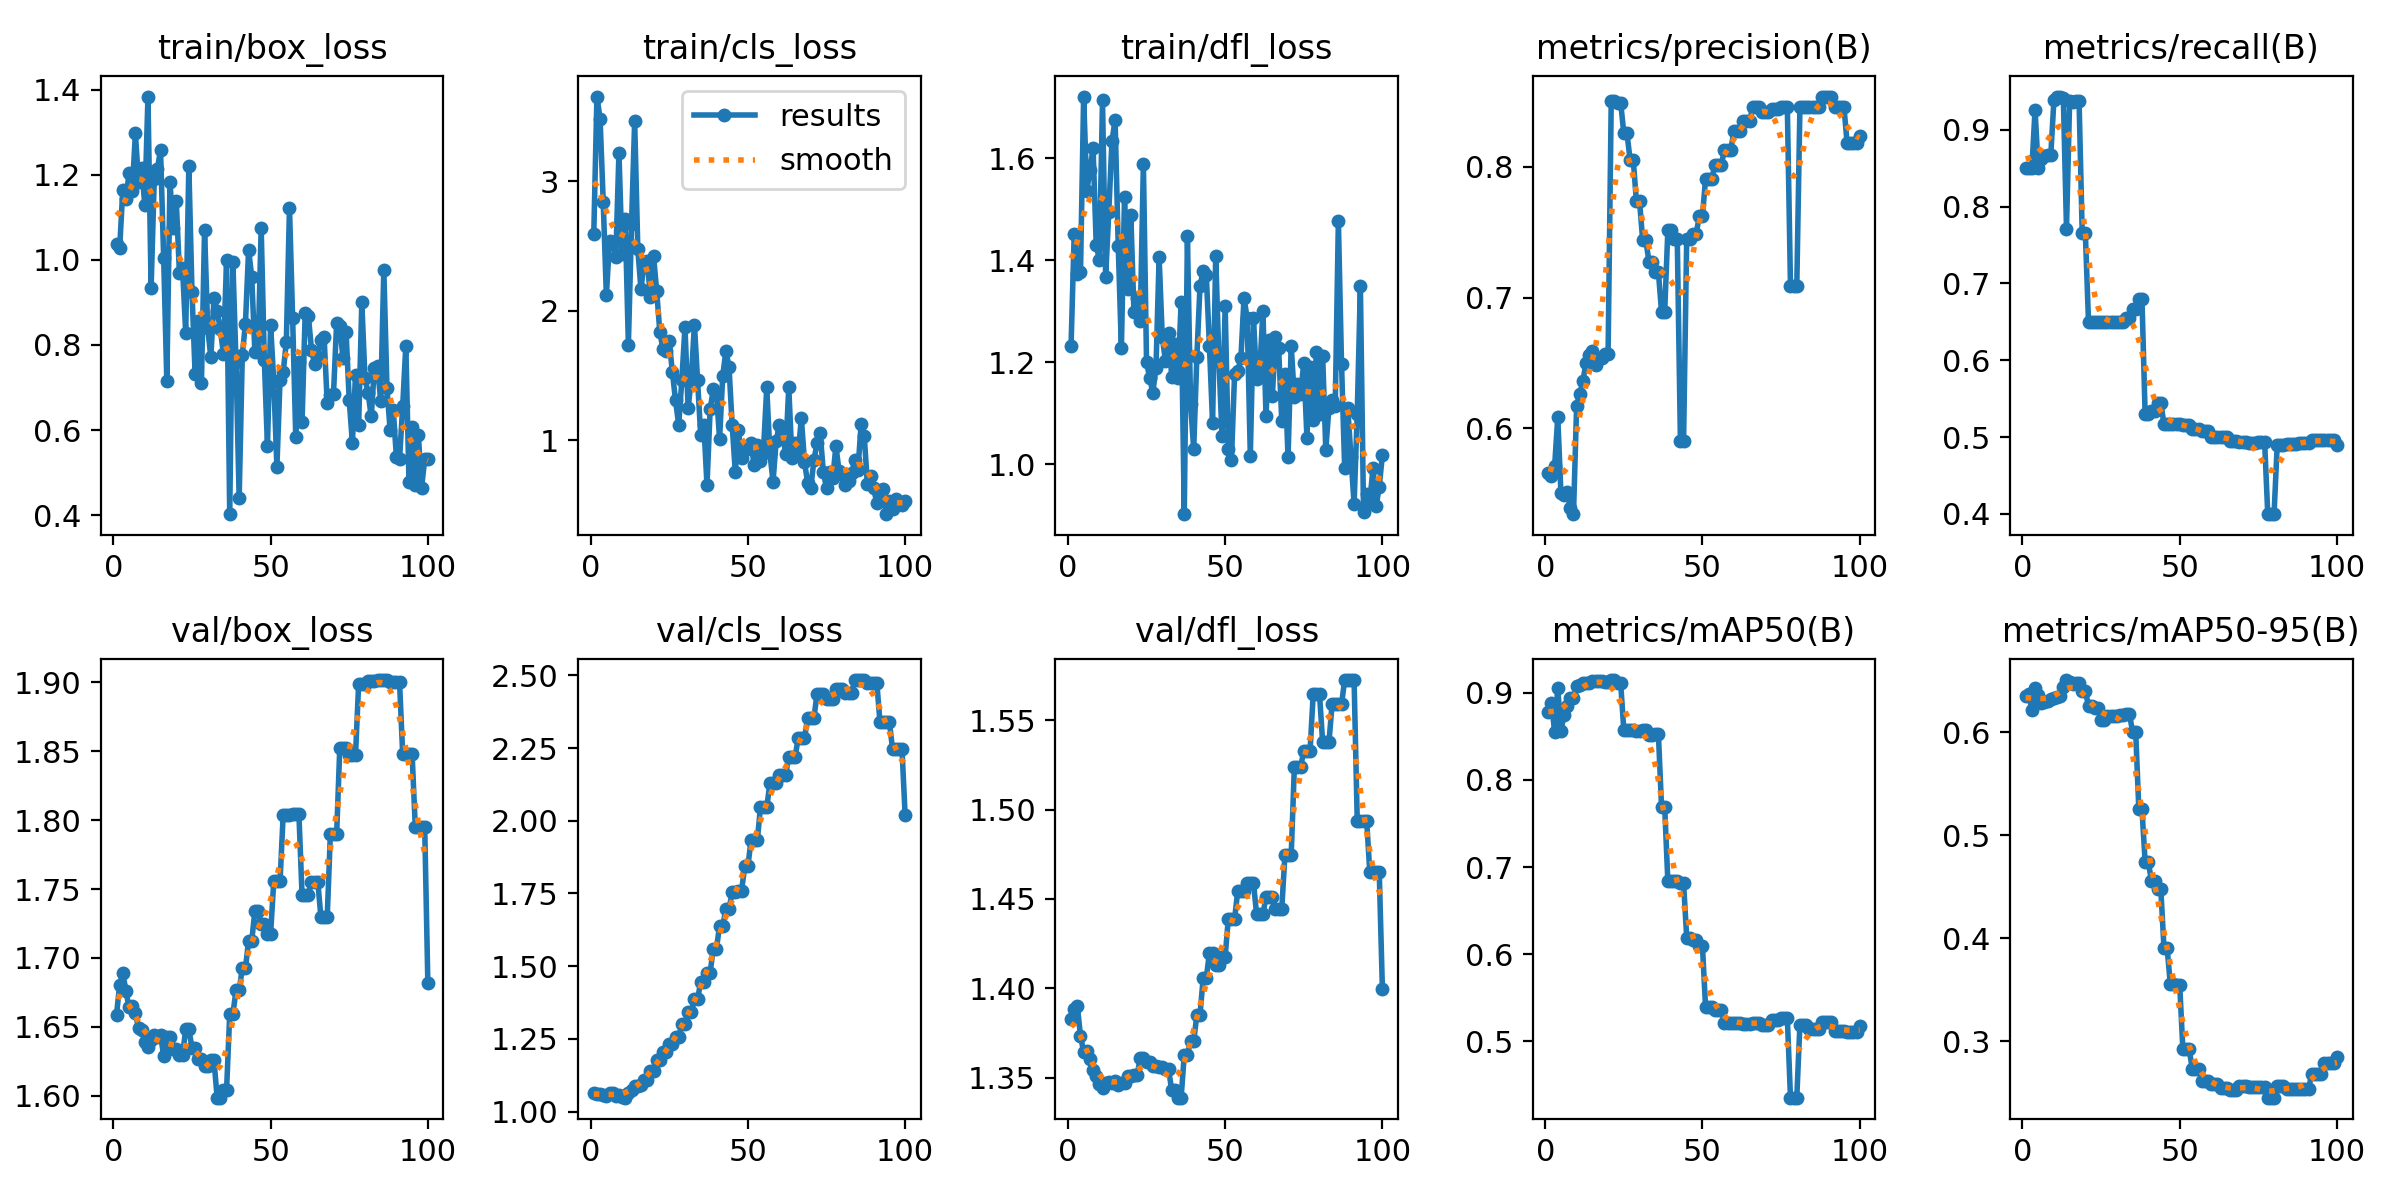 train/box_loss
1.4
1.2
1.0
0.8
0.6
0.4
0 50 100
train/cls_loss
results
smooth
3
2
1
0 50 100
train/dfl_loss
1.6
1.4
1.2
1.0
0 50 100
metrics/precision(B)
0.8
0.7
0.6
0 50 100
metrics/recall(B)
0.9
0.8
0.7
0.6
0.5
0.4
0 50 100
val/box_loss
1.90
1.85
1.80
1.75
1.70
1.65
1.60
0 50 100
val/cls_loss
2.50
2.25
2.00
1.75
1.50
1.25
1.00
0 50 100
val/dfl_loss
1.55
1.50
1.45
1.40
1.35
0 50 100
metrics/mAP50(B)
0.9
0.8
0.7
0.6
0.5
0 50 100
metrics/mAP50-95(B)
0.6
0.5
0.4
0.3
0 50 100